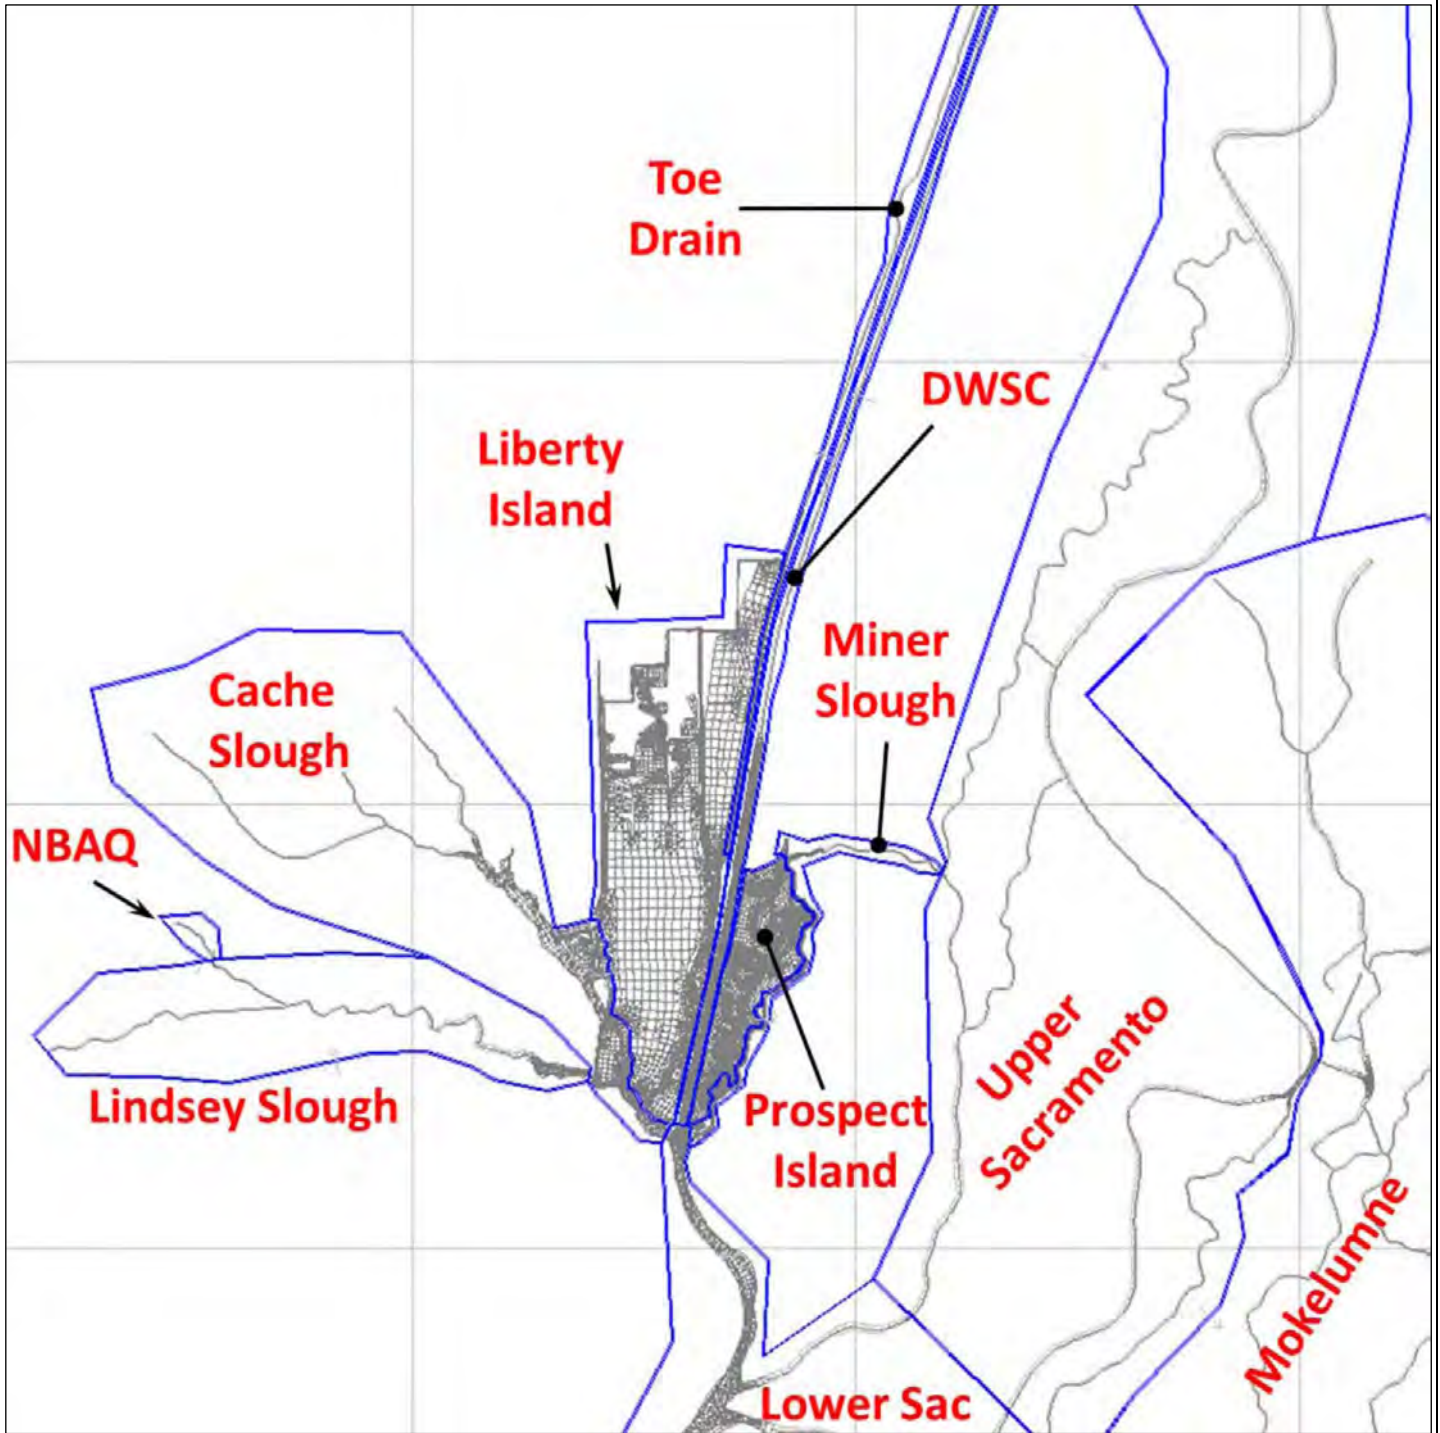 Toe
Drain
DWSC
Liberty
Island
Miner
Slough
Cache
Slough
NBAQ
Lindsey Slough
Prospect
Island
Upper
Sacramento
Mokelumne
Lower Sac